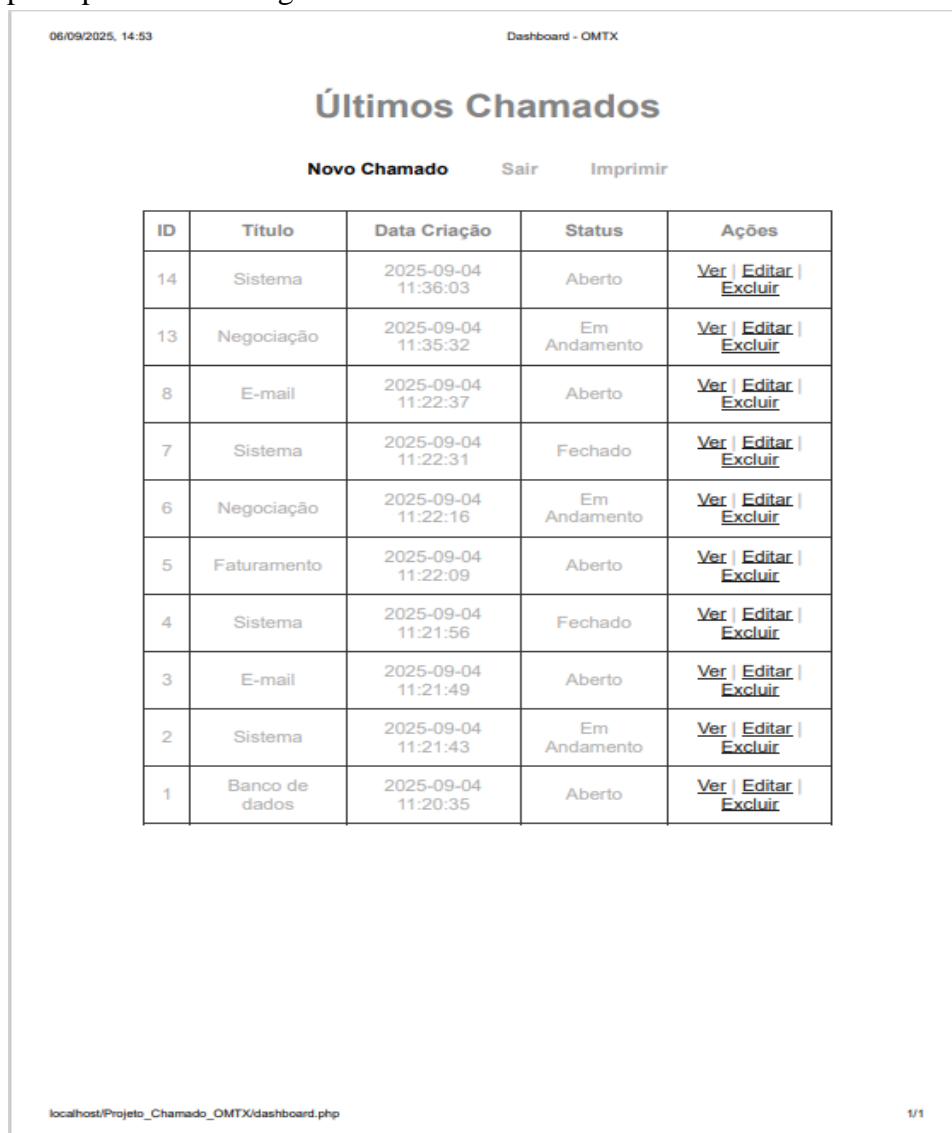 06/09/2025, 14:53 Dashboard - OMTX
Últimos Chamados
Novo Chamado Sair Imprimir
ID Título Data Criação Status Ações
14 Sistema 2025-09-04 11:36:03 Aberto Ver | Editar | Excluir
13 Negociação 2025-09-04 11:35:32 Em Andamento Ver | Editar | Excluir
8 E-mail 2025-09-04 11:22:37 Aberto Ver | Editar | Excluir
7 Sistema 2025-09-04 11:22:31 Fechado Ver | Editar | Excluir
6 Negociação 2025-09-04 11:22:16 Em Andamento Ver | Editar | Excluir
5 Faturamento 2025-09-04 11:22:09 Aberto Ver | Editar | Excluir
4 Sistema 2025-09-04 11:21:56 Fechado Ver | Editar | Excluir
3 E-mail 2025-09-04 11:21:49 Aberto Ver | Editar | Excluir
2 Sistema 2025-09-04 11:21:43 Em Andamento Ver | Editar | Excluir
1 Banco de dados 2025-09-04 11:20:35 Aberto Ver | Editar | Excluir
localhost/Projeto_Chamado_OMTX/dashboard.php 1/1